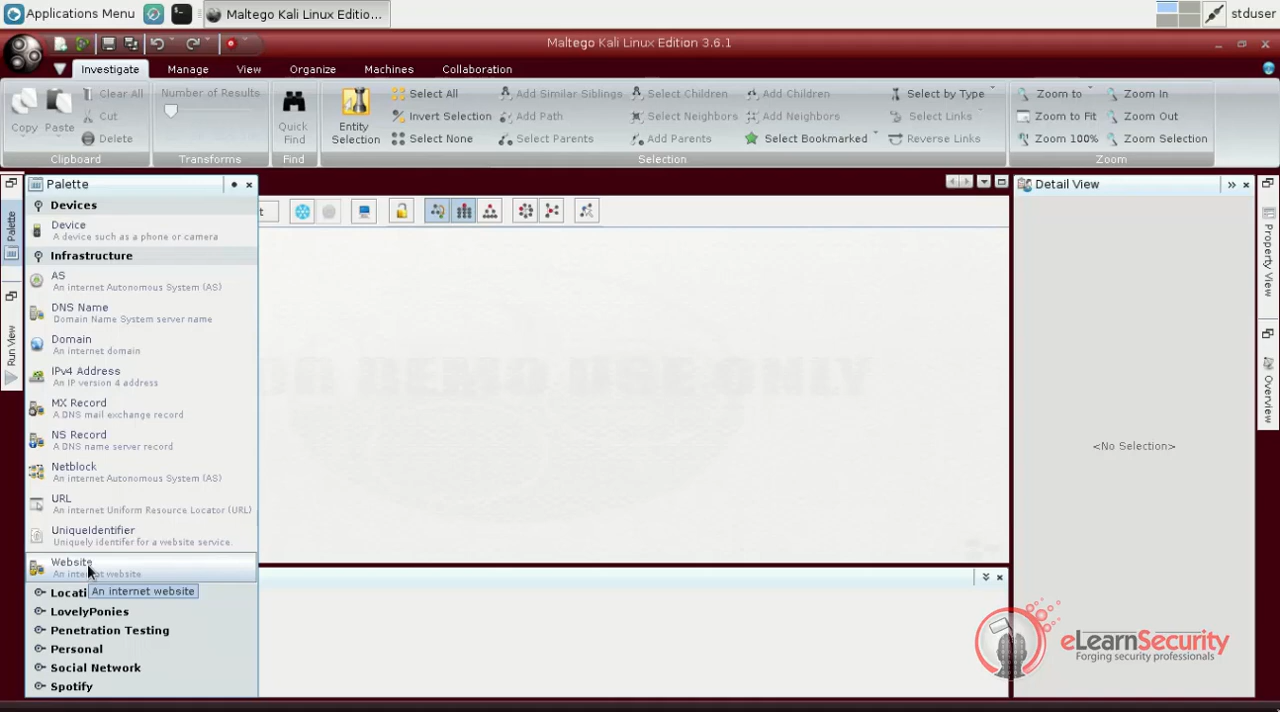 Applications Menu
Maltego Kali Linux Editio...
stduser
Maltego Kali Linux Edition 3.6.1
Investigate
Manage
View
Organize
Machines
Collaboration
Copy
Paste
Clear All
Cut
Delete
Clipboard
Number of Results
Transforms
Quick
Find
Find
Entity
Selection
Select All
Invert Selection
Select None
Add Similar Siblings
Add Path
Select Parents
Select Children
Select Neighbors
Add Parents
Add Children
Add Neighbors
Select Bookmarked
Select by Type
Select Links
Reverse Links
Selection
Zoom to
Zoom to Fit
Zoom 100%
Zoom In
Zoom Out
Zoom Selection
Zoom
Palette
Run View
Palette
Devices
Device
A device such as a phone or camera
Infrastructure
AS
An internet Autonomous System (AS)
DNS Name
Domain Name System server name
Domain
An internet domain
IPv4 Address
An IP version 4 address
MX Record
A DNS mail exchange record
NS Record
A DNS name server record
Netblock
An internet Autonomous System (AS)
URL
An internet Uniform Resource Locator (URL)
UniqueIdentifier
Uniquely identifer for a website service.
Website
An internet website
An internet website
Locati
LovelyPonies
Penetration Testing
Personal
Social Network
Spotify
t
DEMO USE ONLY
Detail View
<No Selection>
Property View
Overview
eLearnSecurity
Forging security professionals